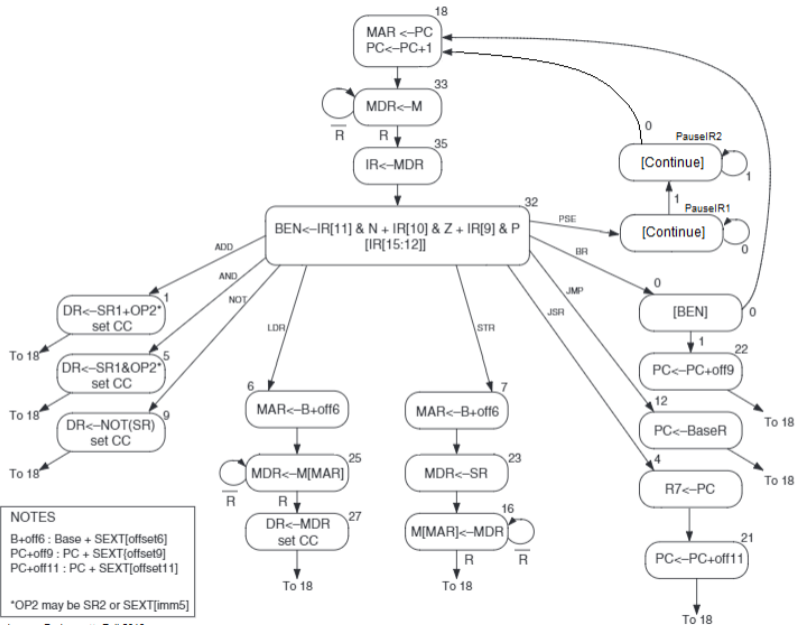 18
MAR <–PC
PC<–PC+1
33
MDR<–M
R
R
35
IR<–MDR
32
BEN<–IR[11] & N + IR[10] & Z + IR[9] & P
[IR[15:12]]
PSE
PauseIR2
[Continue]
0
1
1
PauseIR1
[Continue]
0
ADD
AND
NOT
LDR
STR
JSR
JMP
BR
1
DR<–SR1+OP2*
set CC
To 18
5
DR<–SR1&OP2*
set CC
To 18
9
DR<–NOT(SR)
set CC
To 18
6
MAR<–B+off6
25
MDR<–M[MAR]
R
R
27
DR<–MDR
set CC
To 18
7
MAR<–B+off6
23
MDR<–SR
16
M[MAR]<–MDR
R
R
To 18
0
[BEN]
0
1
22
PC<–PC+off9
To 18
12
PC<–BaseR
To 18
4
R7<–PC
21
PC<–PC+off11
To 18
NOTES
B+off6 : Base + SEXT[offset6]
PC+off9 : PC + SEXT[offset9]
PC+off11 : PC + SEXT[offset11]
*OP2 may be SR2 or SEXT[imm5]